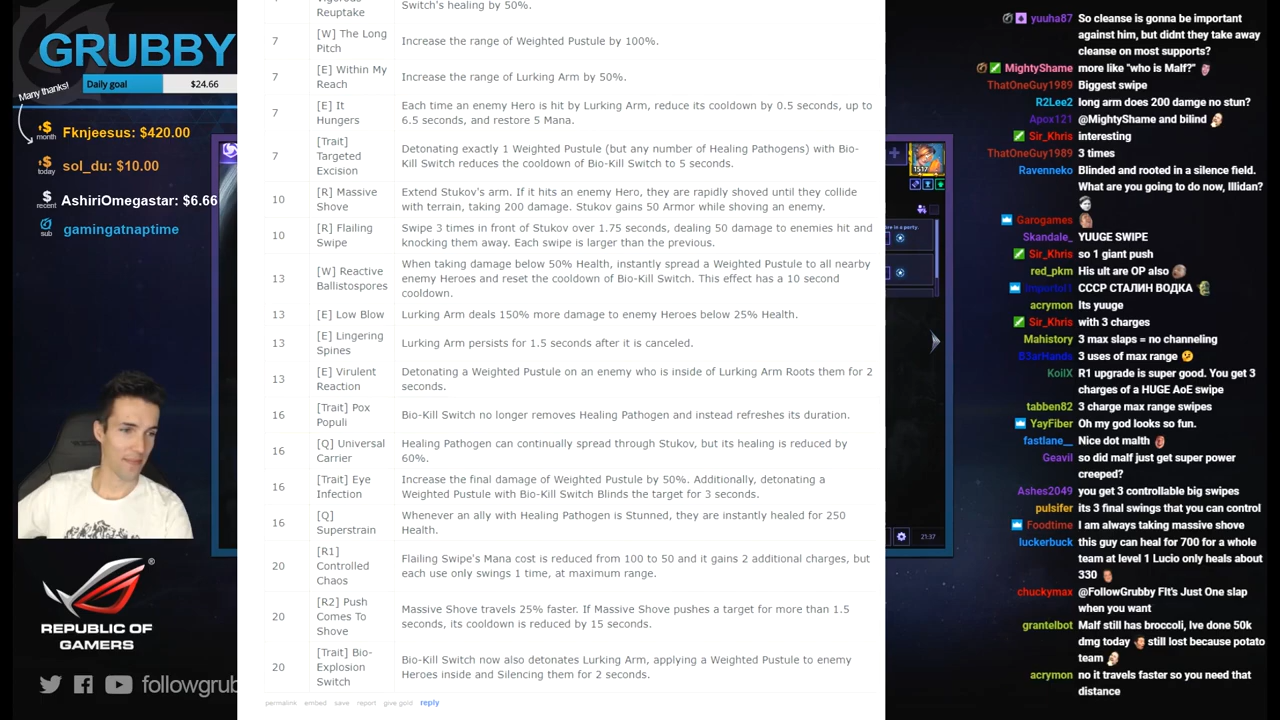 GRUBBY
Many thanks!
Daily goal
$24.66
month
Fknjeesus: $420.00
today
sol_du: $10.00
recent
AshiriOmegastar: $6.66
sub
gamingatnaptime
REPUBLIC OF
GAMERS
followgrub
Vigorous
Reuptake
Switch's healing by 50%.
7
[W] The Long
Pitch
Increase the range of Weighted Pustule by 100%.
7
[E] Within My
Reach
Increase the range of Lurking Arm by 50%.
7
[E] It
Hungers
Each time an enemy Hero is hit by Lurking Arm, reduce its cooldown by 0.5 seconds, up to
6.5 seconds, and restore 5 Mana.
7
[Trait]
Targeted
Excision
Detonating exactly 1 Weighted Pustule (but any number of Healing Pathogens) with Bio-
Kill Switch reduces the cooldown of Bio-Kill Switch to 5 seconds.
10
[R] Massive
Shove
Extend Stukov's arm. If it hits an enemy Hero, they are rapidly shoved until they collide
with terrain, taking 200 damage. Stukov gains 50 Armor while shoving an enemy.
10
[R] Flailing
Swipe
Swipe 3 times in front of Stukov over 1.75 seconds, dealing 50 damage to enemies hit and
knocking them away. Each swipe is larger than the previous.
13
[W] Reactive
Ballistospores
When taking damage below 50% Health, instantly spread a Weighted Pustule to all nearby
enemy Heroes and reset the cooldown of Bio-Kill Switch. This effect has a 10 second
cooldown.
13
[E] Low Blow
Lurking Arm deals 150% more damage to enemy Heroes below 25% Health.
13
[E] Lingering
Spines
Lurking Arm persists for 1.5 seconds after it is canceled.
13
[E] Virulent
Reaction
Detonating a Weighted Pustule on an enemy who is inside of Lurking Arm Roots them for 2
seconds.
16
[Trait] Pox
Populi
Bio-Kill Switch no longer removes Healing Pathogen and instead refreshes its duration.
16
[Q] Universal
Carrier
Healing Pathogen can continually spread through Stukov, but its healing is reduced by
60%.
16
[Trait] Eye
Infection
Increase the final damage of Weighted Pustule by 50%. Additionally, detonating a
Weighted Pustule with Bio-Kill Switch Blinds the target for 3 seconds.
16
[Q]
Superstrain
Whenever an ally with Healing Pathogen is Stunned, they are instantly healed for 250
Health.
20
[R1]
Controlled
Chaos
Flailing Swipe's Mana cost is reduced from 100 to 50 and it gains 2 additional charges, but
each use only swings 1 time, at maximum range.
20
[R2] Push
Comes To
Shove
Massive Shove travels 25% faster. If Massive Shove pushes a target for more than 1.5
seconds, its cooldown is reduced by 15 seconds.
20
[Trait] Bio-
Explosion
Switch
Bio-Kill Switch now also detonates Lurking Arm, applying a Weighted Pustule to enemy
Heroes inside and Silencing them for 2 seconds.
permalink embed save report give gold reply
1517
21:37
yuuha87 So cleanse is gonna be important
against him, but didnt they take away
cleanse on most supports?
MightyShame more like "who is Malf?"
ThatOneGuy1989 Biggest swipe
R2Lee2 long arm does 200 damge no stun?
Apox121 @MightyShame and bilind
Sir_Khris interesting
ThatOneGuy1989 3 times
Ravenneko Blinded and rooted in a silence field.
What are you going to do now, Illidan?
Garogames
Skandale_ YUUGE SWIPE
Sir_Khris so 1 giant push
red_pkm His ult are OP also
СССР СТАЛИН ВОДКА
acrymon Its yuuge
Sir_Khris with 3 charges
Mahistory 3 max slaps = no channeling
B3arHands 3 uses of max range
KoilX R1 upgrade is super good. You get 3
charges of a HUGE AoE swipe
tabben82 3 charge max range swipes
YayFiber Oh my god looks so fun.
fastlane__ Nice dot malth
Geavil so did malf just get super power
creeped?
Ashes2049 you get 3 controllable big swipes
pulsifer its 3 final swings that you can control
Foodtime I am always taking massive shove
luckerbuck this guy can heal for 700 for a whole
team at level 1 Lucio only heals about
330
chuckymax @FollowGrubby FIt's Just One slap
when you want
grantelbot Malf still has broccoli, Ive done 50k
dmg today still lost because potato
team
acrymon no it travels faster so you need that
distance